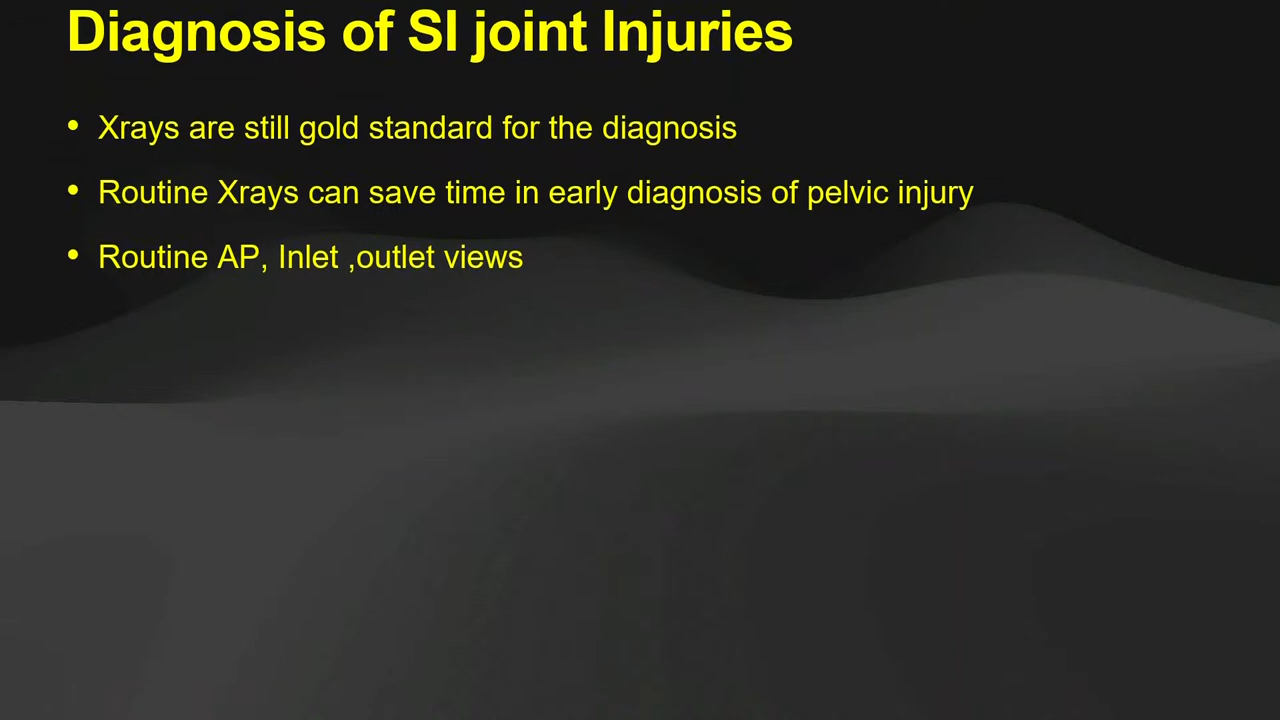 Diagnosis of SI joint Injuries
• Xrays are still gold standard for the diagnosis
• Routine Xrays can save time in early diagnosis of pelvic injury
• Routine AP, Inlet ,outlet views